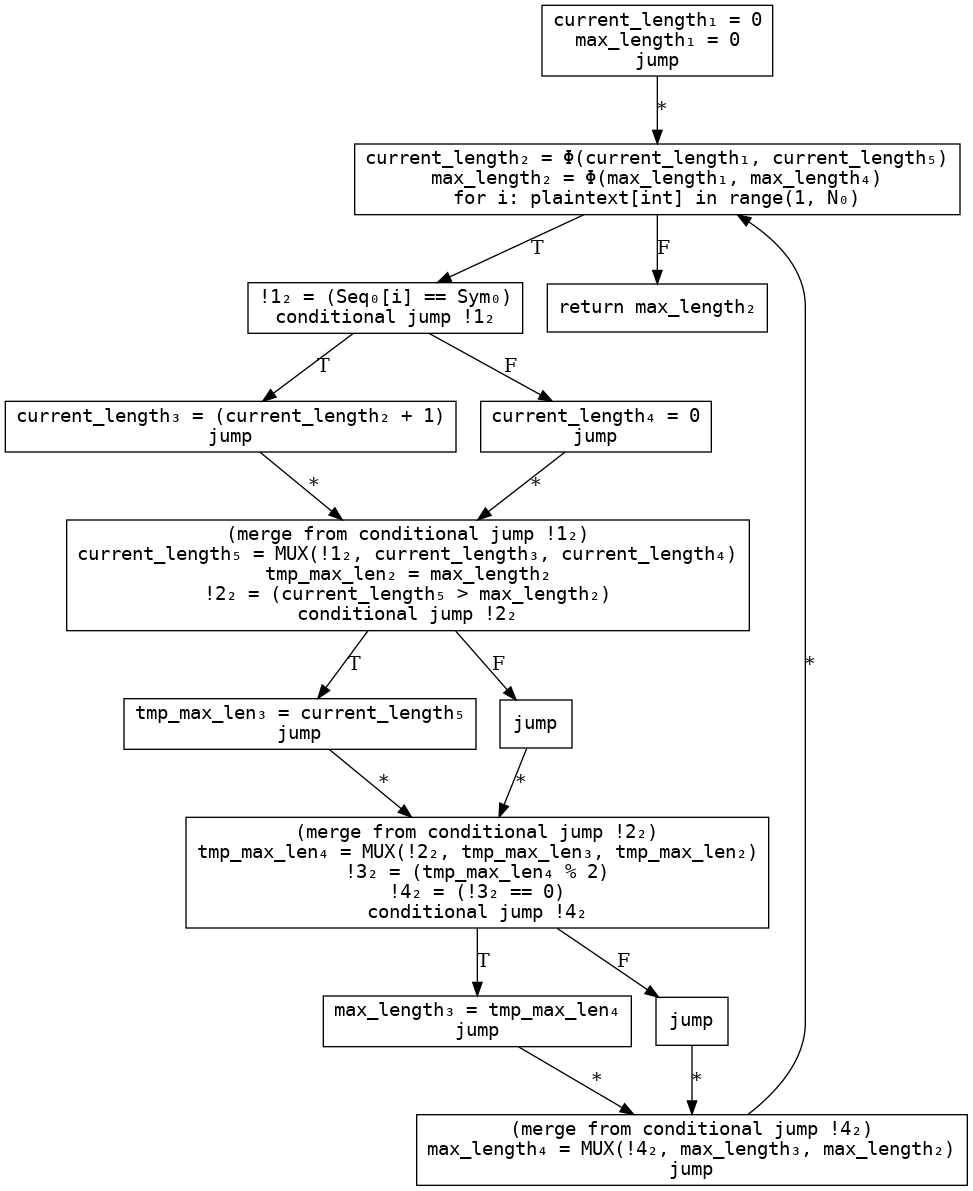 current_length₁ = 0
max_length₁ = 0
jump
*
current_length₂ = Φ(current_length₁, current_length₅)
max_length₂ = Φ(max_length₁, max_length₄)
for i: plaintext[int] in range(1, N₀)
T
F
!1₂ = (Seq₀[i] == Sym₀)
conditional jump !1₂
return max_length₂
T
F
current_length₃ = (current_length₂ + 1)
jump
current_length₄ = 0
jump
*
*
(merge from conditional jump !1₂)
current_length₅ = MUX(!1₂, current_length₃, current_length₄)
tmp_max_len₂ = max_length₂
!2₂ = (current_length₅ > max_length₂)
conditional jump !2₂
T
F
*
tmp_max_len₃ = current_length₅
jump
jump
*
*
(merge from conditional jump !2₂)
tmp_max_len₄ = MUX(!2₂, tmp_max_len₃, tmp_max_len₂)
!3₂ = (tmp_max_len₄ % 2)
!4₂ = (!3₂ == 0)
conditional jump !4₂
T
F
max_length₃ = tmp_max_len₄
jump
jump
*
*
(merge from conditional jump !4₂)
max_length₄ = MUX(!4₂, max_length₃, max_length₂)
jump